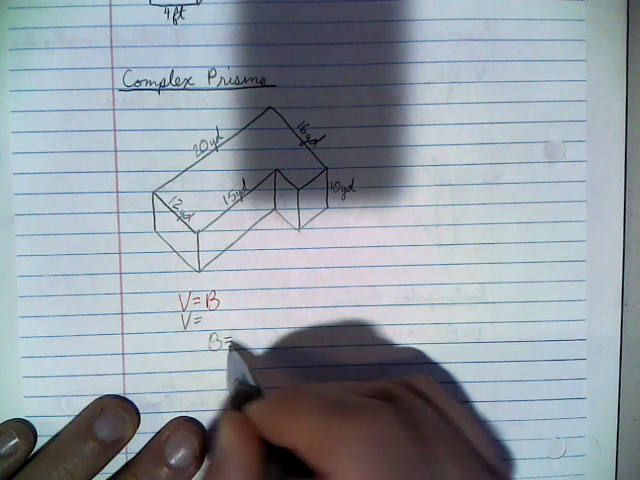 4ft
Complex Prisms
20yd
16yd
12yd
15yd
10yd
V=B
V=
B=